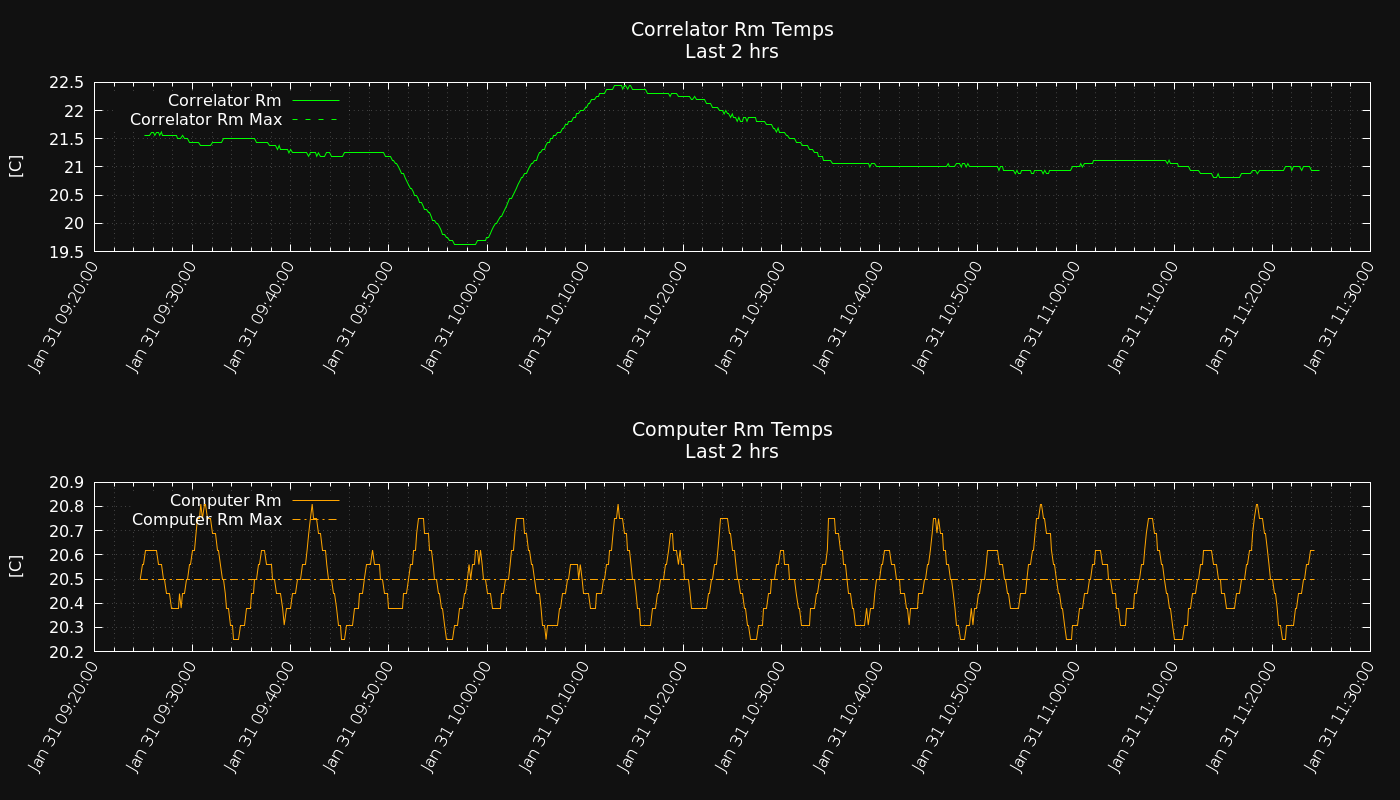 Correlator Rm Temps
Last 2 hrs
22.5
22
21.5
21
20.5
20
19.5
[C]
Correlator Rm
Correlator Rm Max
Jan 31 09:20:00
Jan 31 09:30:00
Jan 31 09:40:00
Jan 31 09:50:00
Jan 31 10:00:00
Jan 31 10:10:00
Jan 31 10:20:00
Jan 31 10:30:00
Jan 31 10:40:00
Jan 31 10:50:00
Jan 31 11:00:00
Jan 31 11:10:00
Jan 31 11:20:00
Jan 31 11:30:00
Computer Rm Temps
Last 2 hrs
20.9
20.8
20.7
20.6
20.5
20.4
20.3
20.2
[C]
Computer Rm
Computer Rm Max
Jan 31 09:20:00
Jan 31 09:30:00
Jan 31 09:40:00
Jan 31 09:50:00
Jan 31 10:00:00
Jan 31 10:10:00
Jan 31 10:20:00
Jan 31 10:30:00
Jan 31 10:40:00
Jan 31 10:50:00
Jan 31 11:00:00
Jan 31 11:10:00
Jan 31 11:20:00
Jan 31 11:30:00